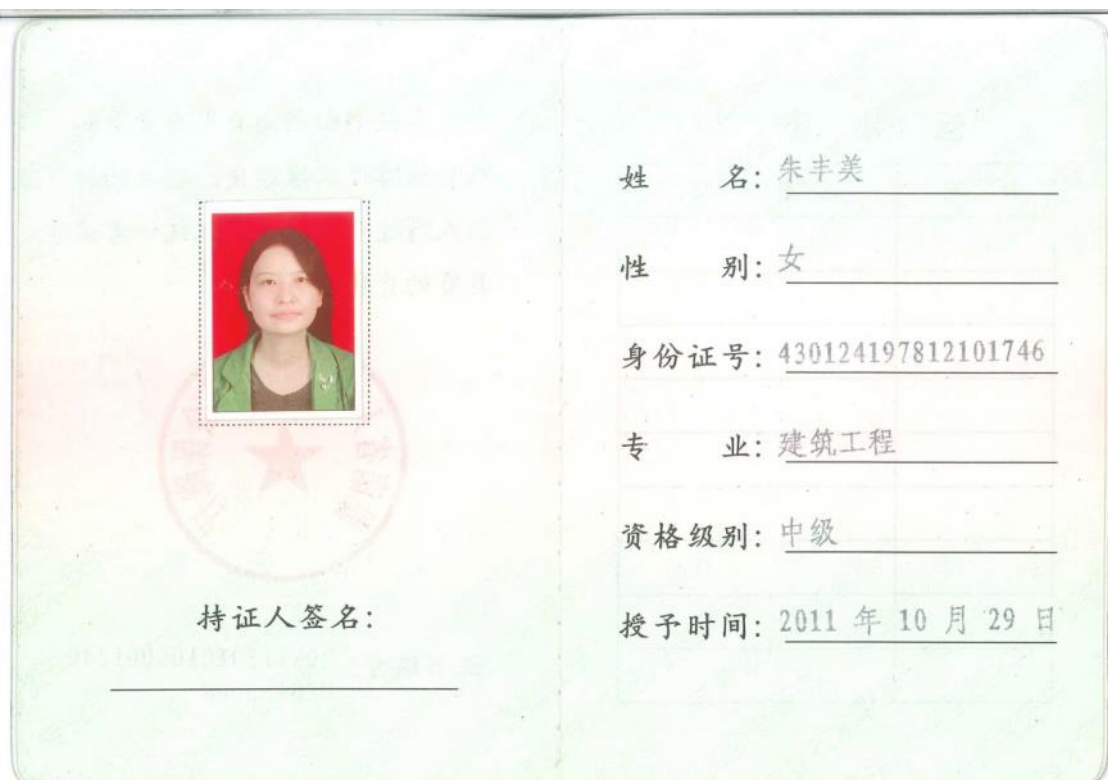 持证人签名：
姓 名：朱丰美
性 别：女
身份证号：430124197812101746
专 业：建筑工程
资格级别：中级
授予时间：2011 年 10 月 29 日